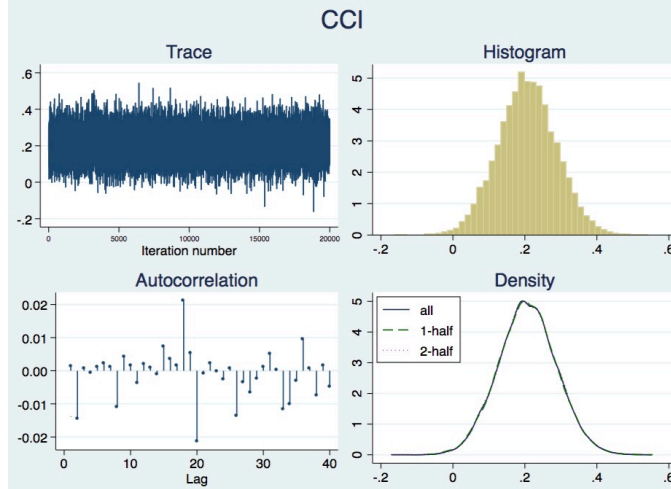 CCI
Trace
.6
.4
.2
0
-.2
0 5000 10000 15000 20000
Iteration number
Histogram
5
4
3
2
1
0
-.2 0 .2 .4 .6
Autocorrelation
0.02
0.01
0.00
-0.01
-0.02
0 10 20 30 40
Lag
Density
all
1-half
2-half
5
4
3
2
1
0
-.2 0 .2 .4 .6